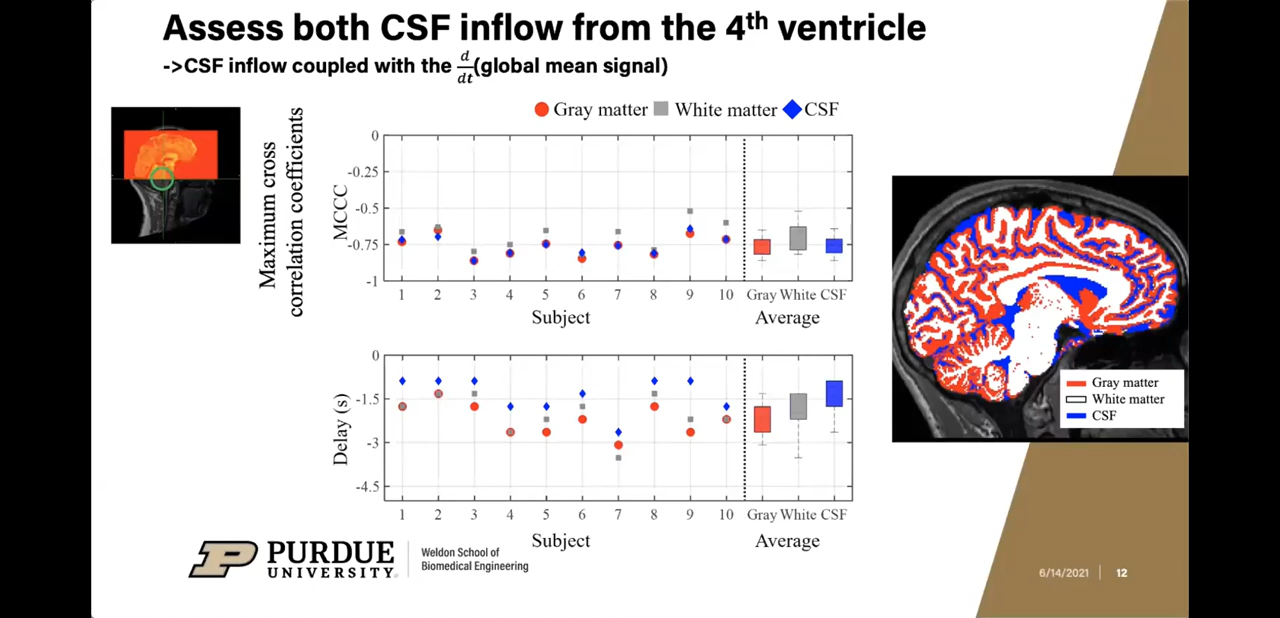 Assess both CSF inflow from the 4th ventricle
->CSF inflow coupled with the d/dt(global mean signal)
Gray matter White matter CSF
Maximum cross
correlation coefficients
MCCC
0
-0.25
-0.5
-0.75
-1
1 2 3 4 5 6 7 8 9 10 Gray White CSF
Subject Average
Delay (s)
0
-1.5
-3
-4.5
1 2 3 4 5 6 7 8 9 10 Gray White CSF
Subject Average
Gray matter
White matter
CSF
P PURDUE
UNIVERSITY
Weldon School of
Biomedical Engineering
6/14/2021 12